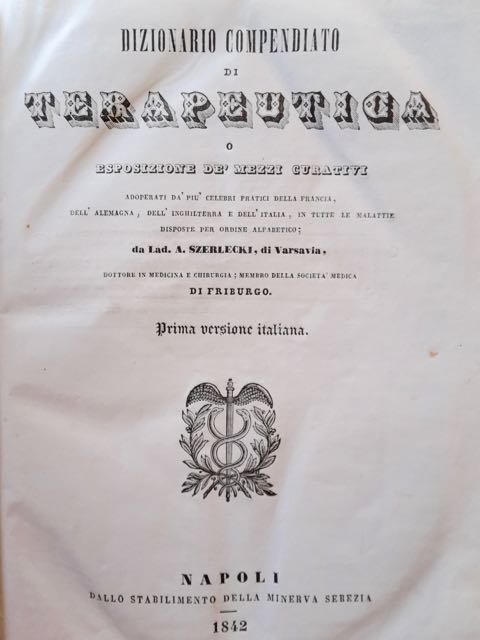 DIZIONARIO COMPENDIATO
DI
TERAPEUTICA
O
ESPOSIZIONE DE' MEZZI CURATIVI
ADOPERATI DA' PIU' CELEBRI PRATICI DELLA FRANCIA,
DELL'ALEMAGNA, DELL'INGHILTERRA E DELL'ITALIA, IN TUTTE LE MALATTIE
DISPOSTE PER ORDINE ALFABETICO;
da Lad. A. SZERLECKI, di Varsavia,
DOTTORE IN MEDICINA E CHIRURGIA; MEMBRO DELLA SOCIETA' MEDICA
DI FRIBURGO.
Prima versione italiana.
NAPOLI
DALLO STABILIMENTO DELLA MINERVA SEBEZIA
1842